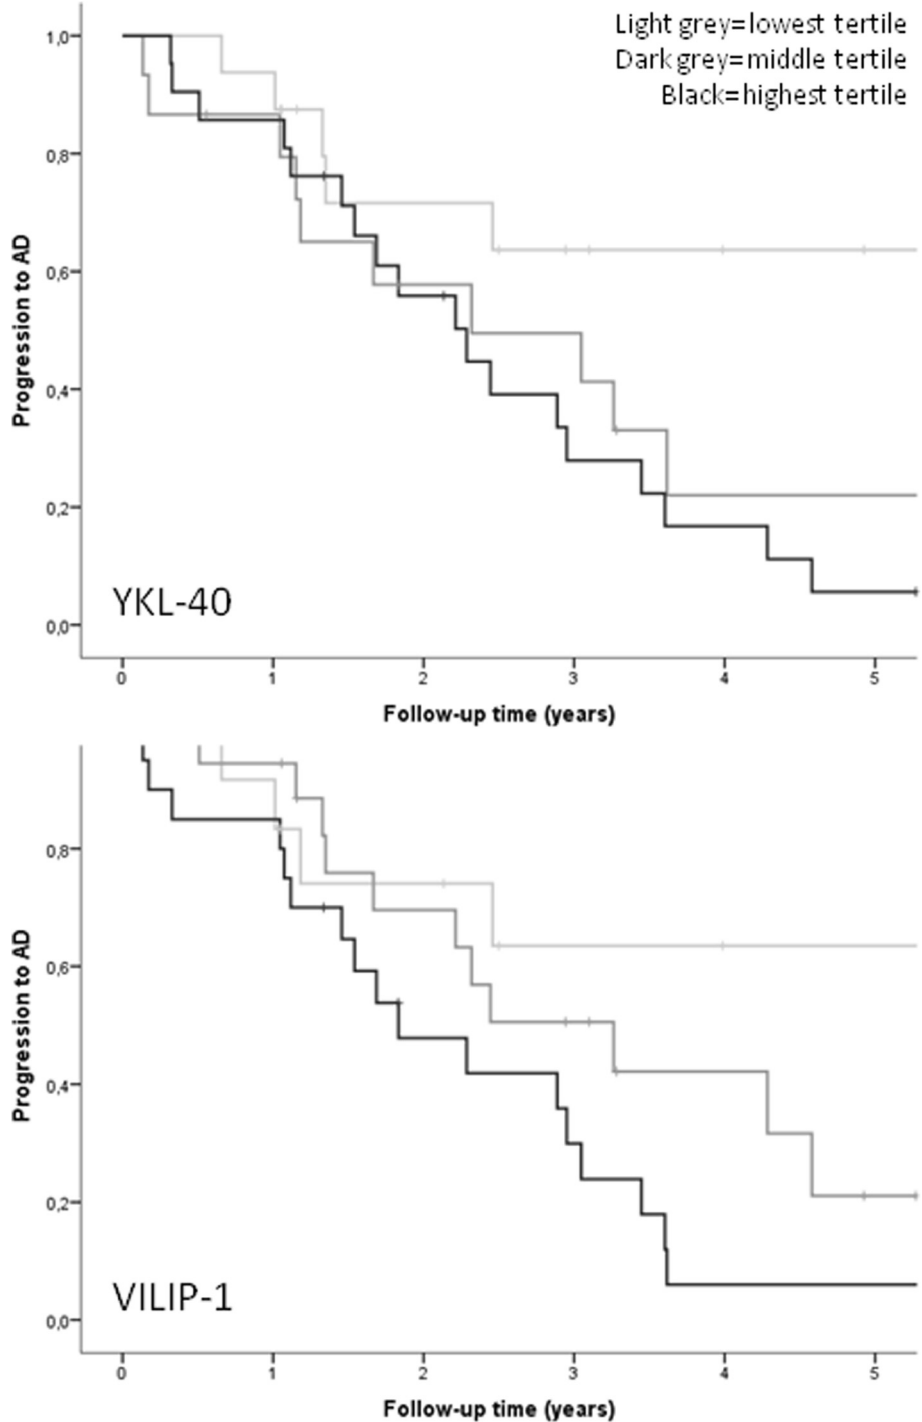 Light grey=lowest tertile
Dark grey=middle tertile
Black=highest tertile
1,0
0,8
0,6
0,4
0,2
0,0
Progression to AD
YKL-40
0 1 2 3 4 5
Follow-up time (years)
0,8
0,6
0,4
0,2
0,0
Progression to AD
VILIP-1
0 1 2 3 4 5
Follow-up time (years)